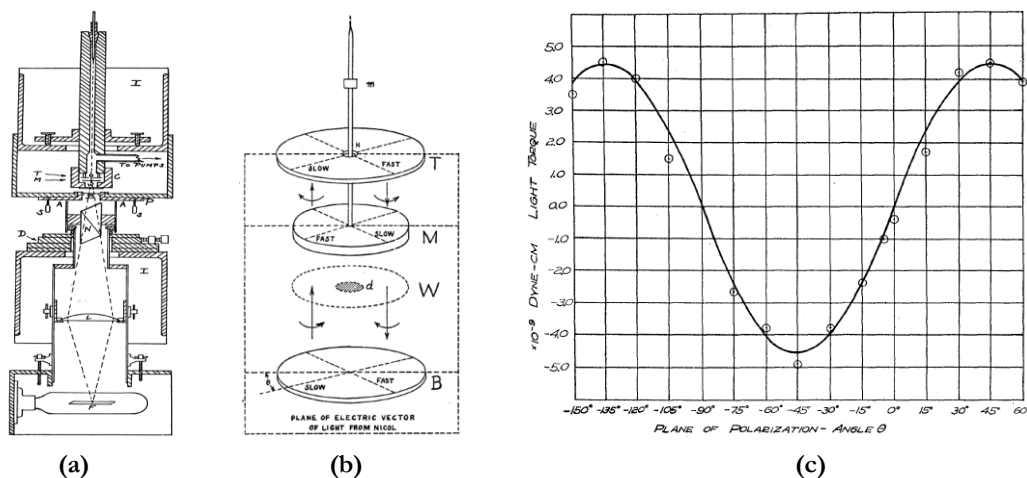 I
T
M
C
TO PUMPS
S
A
A
P
S
N
D
I
L
F
(a)
m
H
SLOW
FAST
T
FAST
SLOW
M
d
W
θ
SLOW
FAST
B
PLANE OF ELECTRIC VECTOR
OF LIGHT FROM NICOL
(b)
×10⁻⁹ DYNE-CM LIGHT TORQUE
5.0
4.0
2.0
1.0
0.0
-1.0
-2.0
-3.0
-4.0
-5.0
-150° -135° -120° -105° -90° -75° -60° -45° -30° -15° 0° 15° 30° 45° 60
PLANE OF POLARIZATION - ANGLE θ
(c)